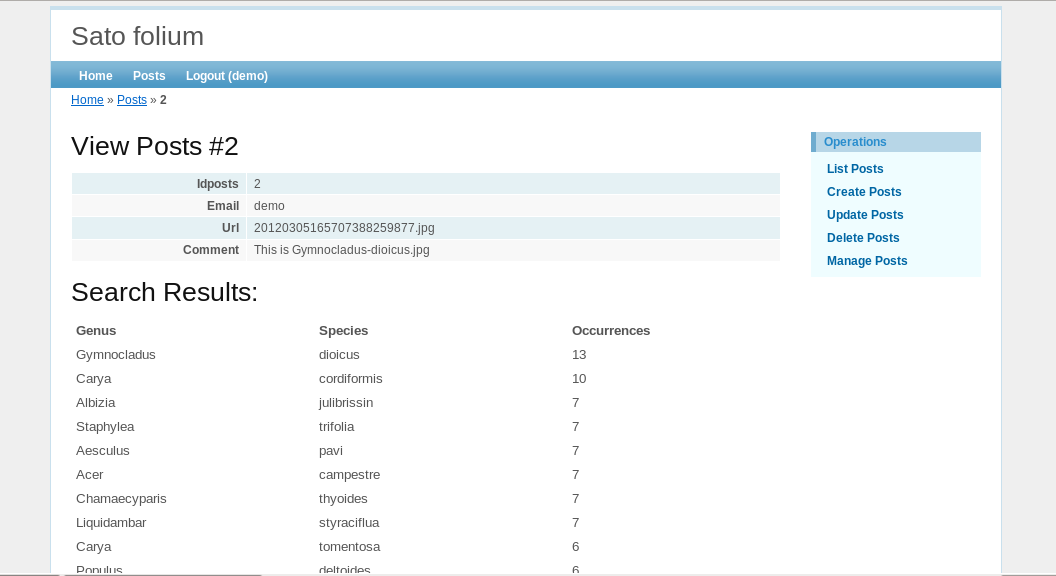 Sato folium
Home Posts Logout (demo)
Home » Posts » 2
View Posts #2
Idposts 2
Email demo
Url 20120305165707388259877.jpg
Comment This is Gymnocladus-dioicus.jpg
Operations
List Posts
Create Posts
Update Posts
Delete Posts
Manage Posts
Search Results:
Genus Species Occurrences
Gymnocladus dioicus 13
Carya cordiformis 10
Albizia julibrissin 7
Staphylea trifolia 7
Aesculus pavi 7
Acer campestre 7
Chamaecyparis thyoides 7
Liquidambar styraciflua 7
Carya tomentosa 6
Populus deltoides 6